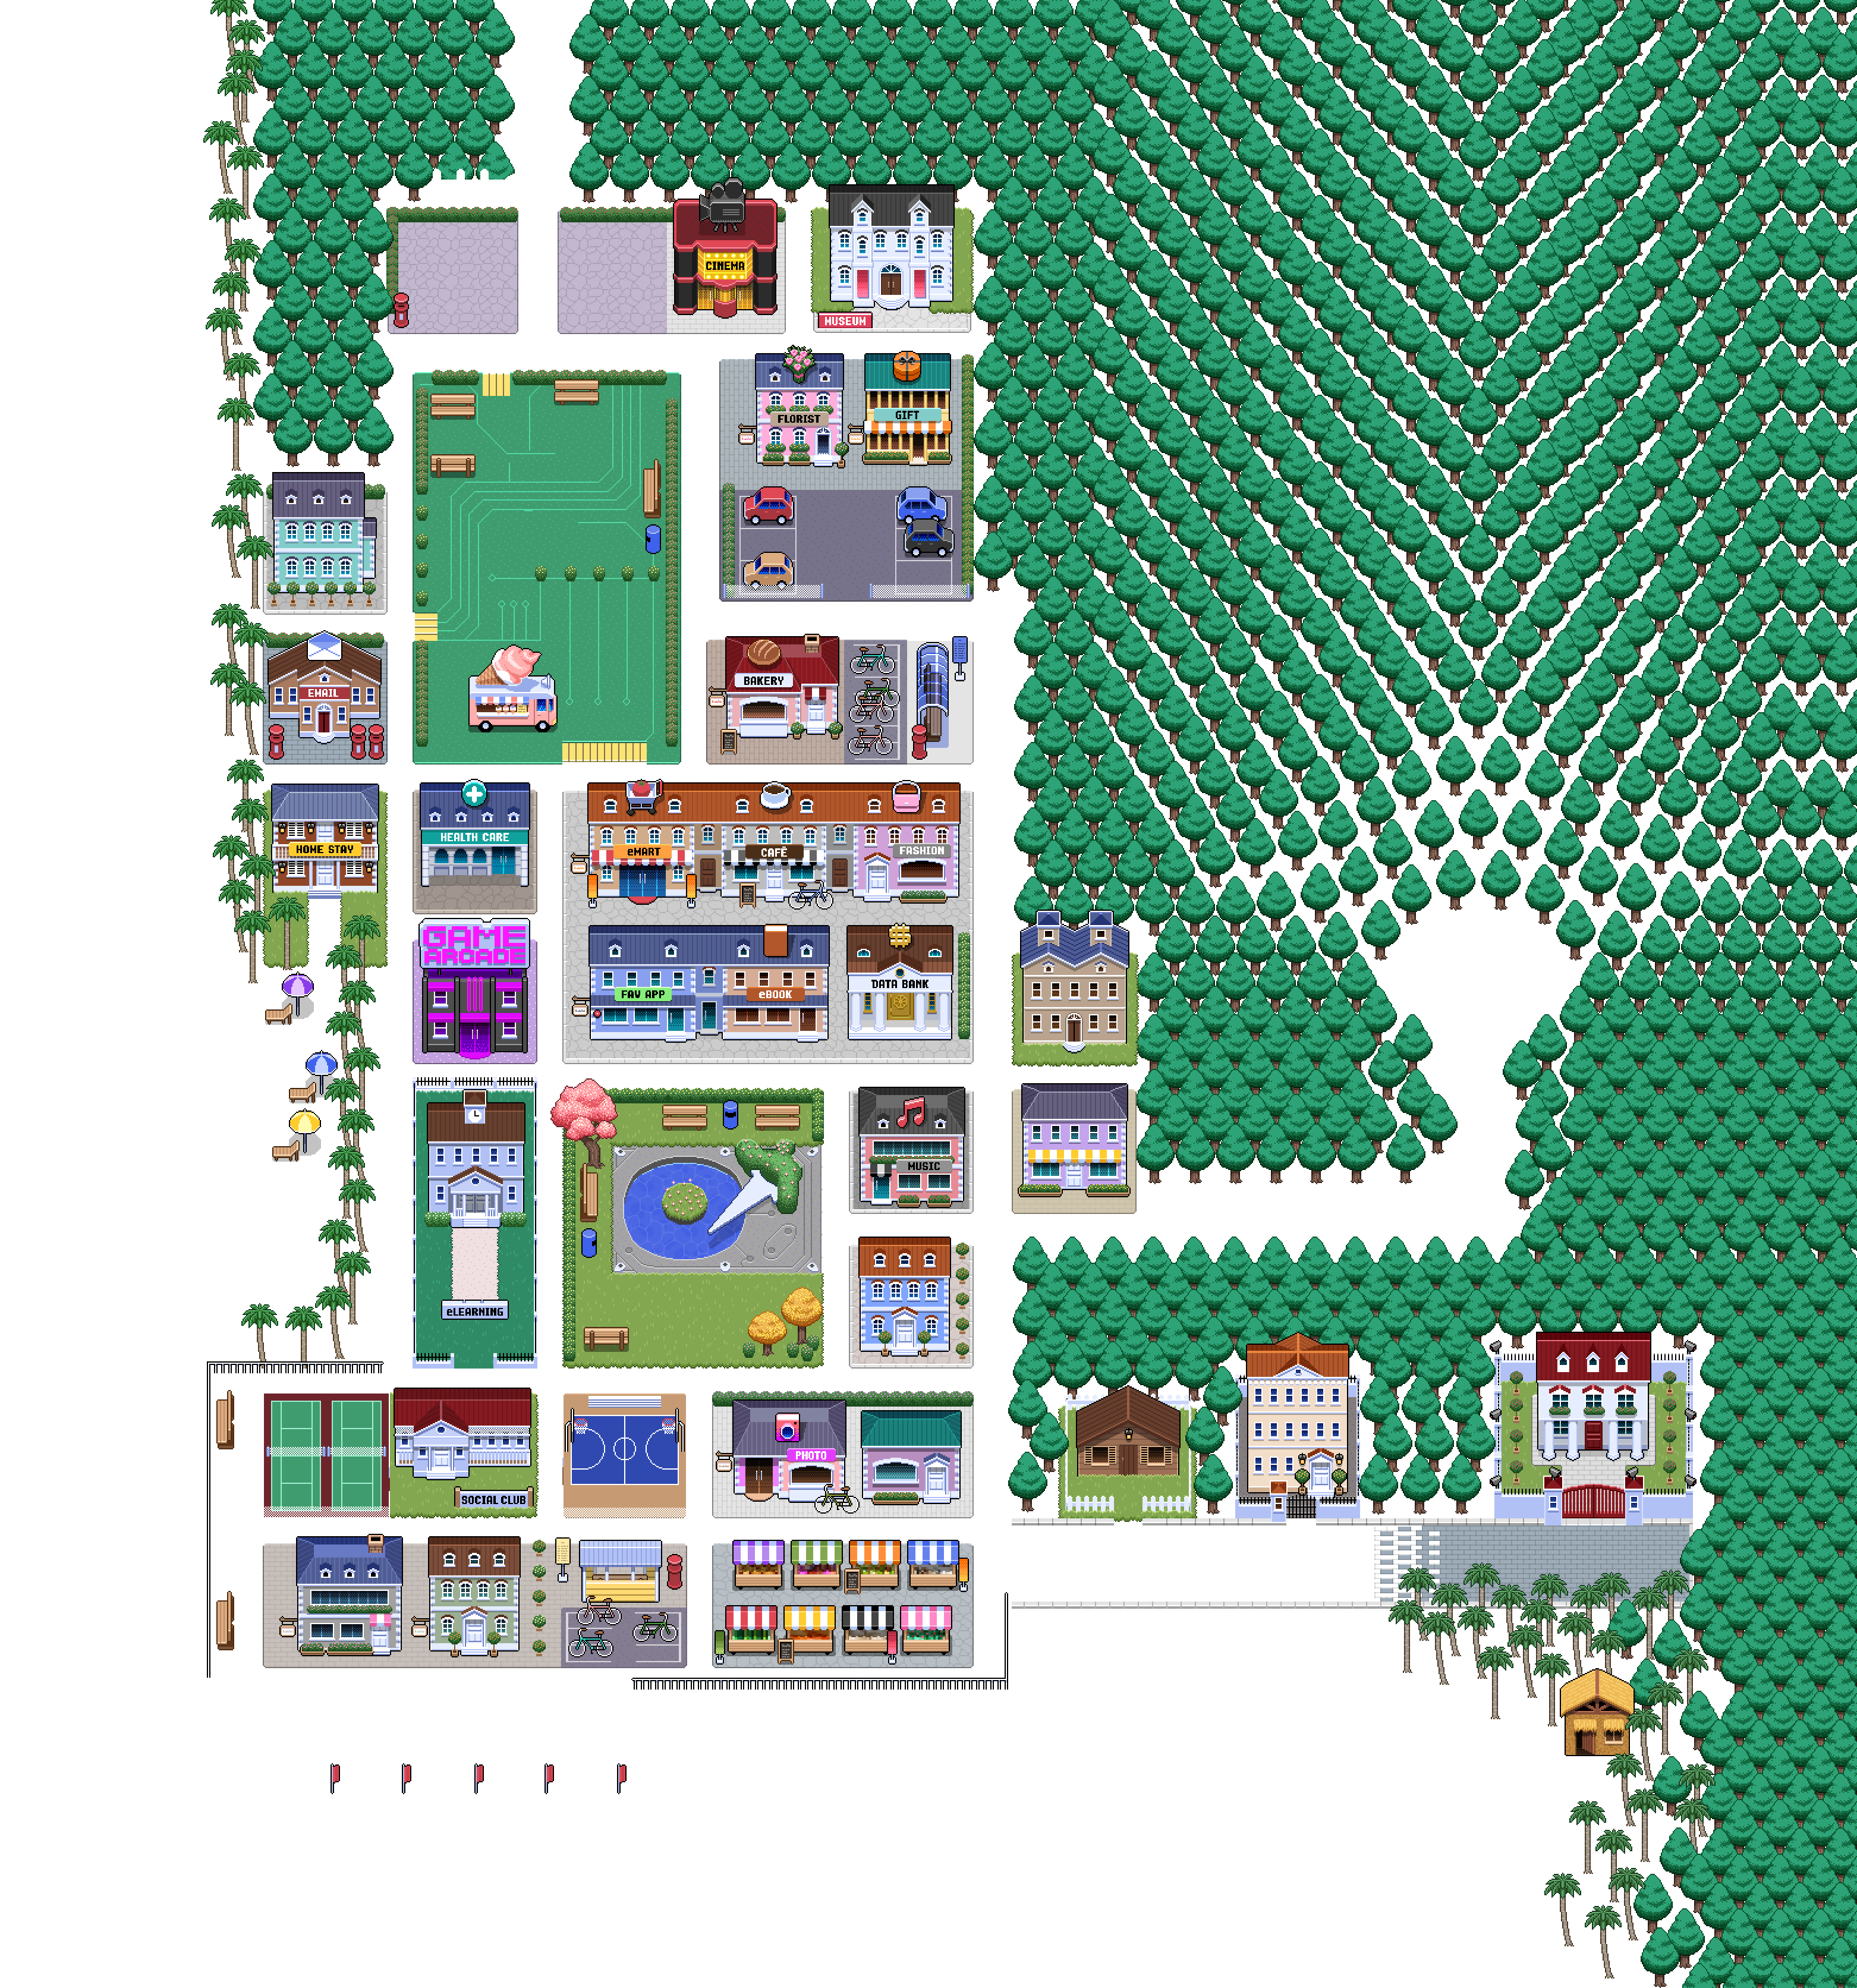 CINEMA
MUSEUM
FLORIST
GIFT
EMAIL
BAKERY
HOME STAY
HEALTH CARE
eMART
CAFÉ
FASHION
GAME
ARCADE
FAV APP
eBOOK
$
DATA BANK
MUSIC
eLEARNING
PHOTO
SOCIAL CLUB